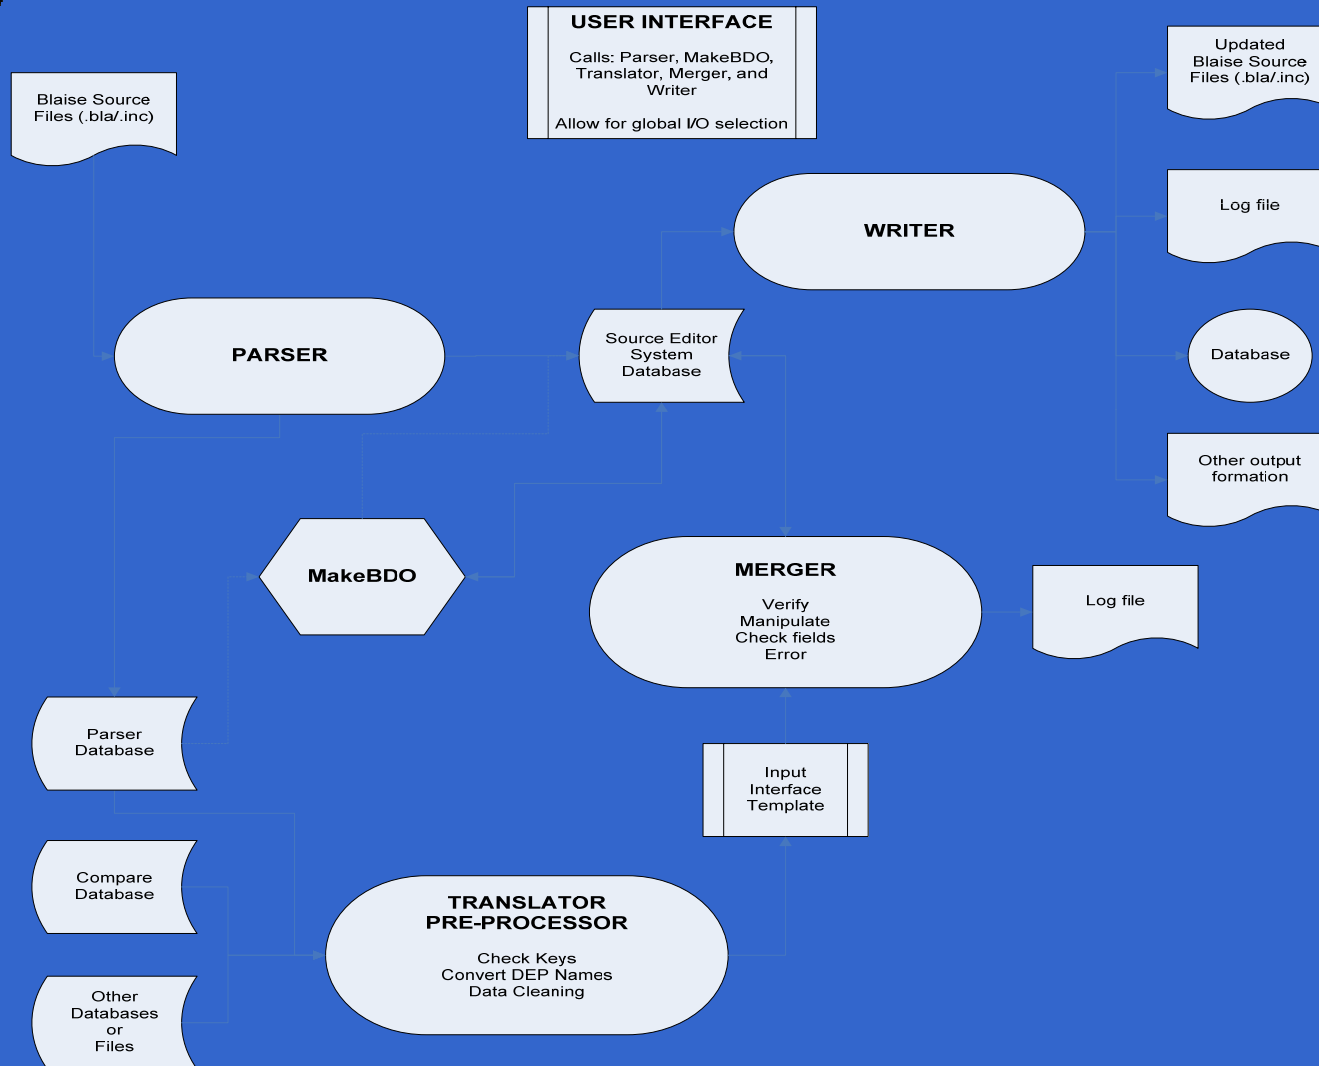 USER INTERFACE
Calls: Parser, MakeBDO,
Translator, Merger, and
Writer
Allow for global I/O selection
Updated
Blaise Source
Files (.bla/.inc)
Blaise Source
Files (.bla/.inc)
Log file
WRITER
PARSER
Source Editor
System
Database
Database
Other output
formation
MakeBDO
MERGER
Verify
Manipulate
Check fields
Error
Log file
Parser
Database
Input
Interface
Template
Compare
Database
TRANSLATOR
PRE-PROCESSOR
Check Keys
Convert DEP Names
Data Cleaning
Other
Databases
or
Files